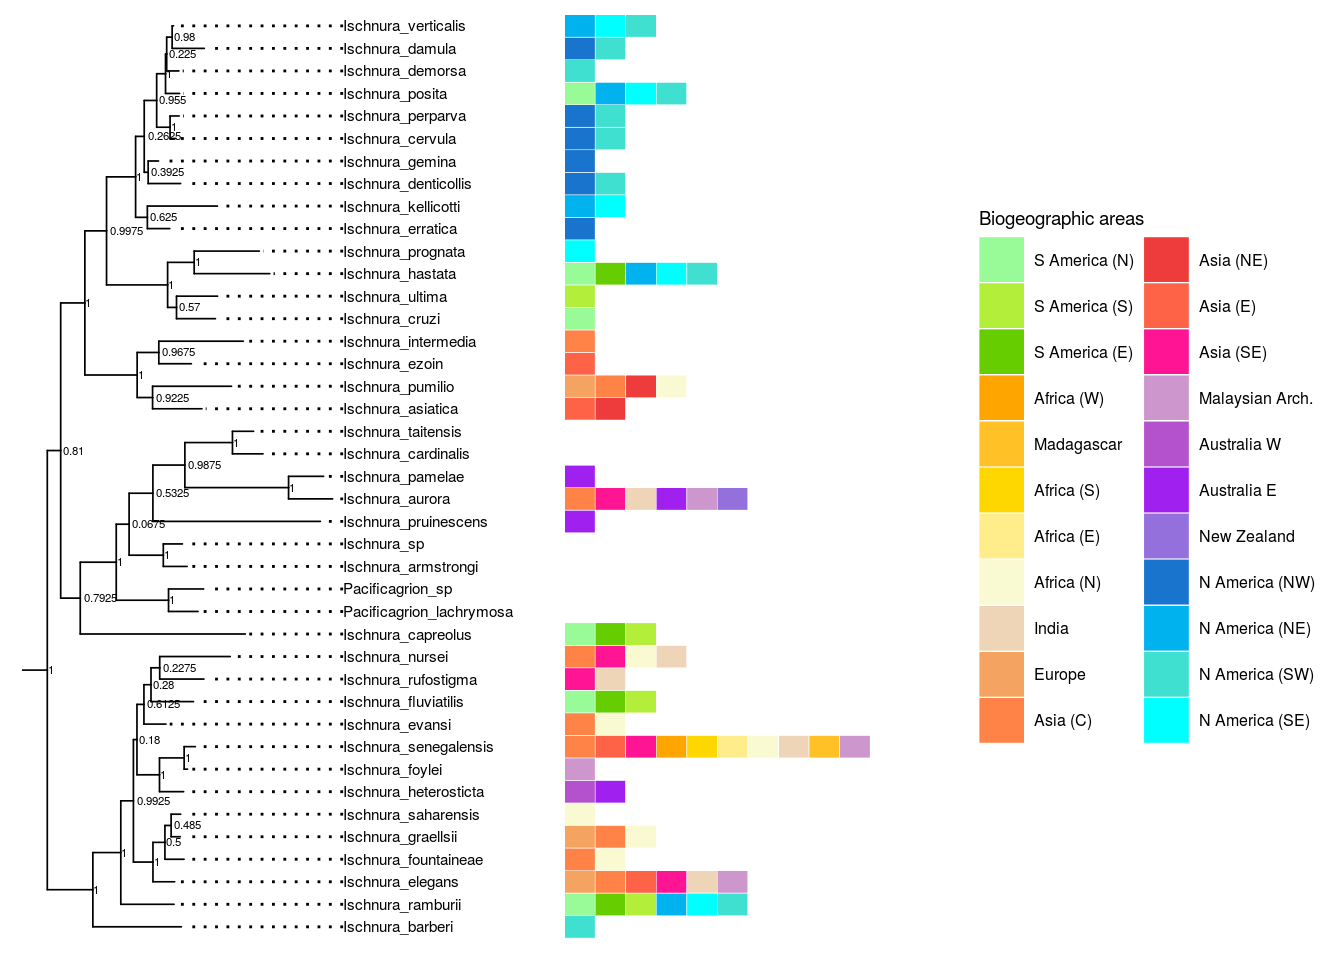 Ischnura_verticalis
0.98
Ischnura_damula
0.225
Ischnura_demorsa
1
Ischnura_posita
0.955
Ischnura_perparva
1
0.2625
Ischnura_cervula
Ischnura_gemina
0.3925
Ischnura_denticollis
1
Ischnura_kellicotti
0.625
Ischnura_erratica
0.9975
Ischnura_prognata
1
Ischnura_hastata
1
Ischnura_ultima
0.57
1
Ischnura_cruzi
Ischnura_intermedia
0.9675
Ischnura_ezoin
1
Ischnura_pumilio
0.9225
Ischnura_asiatica
Ischnura_taitensis
1
0.81
Ischnura_cardinalis
0.9875
Ischnura_pamelae
1
0.5325
Ischnura_aurora
Ischnura_pruinescens
0.0675
Ischnura_sp
1
1
Ischnura_armstrongi
Pacificagrion_sp
0.7925
1
Pacificagrion_lachrymosa
Ischnura_capreolus
Ischnura_nursei
1
0.2275
Ischnura_rufostigma
0.28
Ischnura_fluviatilis
0.6125
Ischnura_evansi
0.18
Ischnura_senegalensis
1
Ischnura_foylei
1
Ischnura_heterosticta
0.9925
Ischnura_saharensis
0.485
Ischnura_graellsii
0.5
1
Ischnura_fountaineae
1
Ischnura_elegans
1
Ischnura_ramburii
Ischnura_barberi
Biogeographic areas
S America (N)
S America (S)
S America (E)
Africa (W)
Madagascar
Africa (S)
Africa (E)
Africa (N)
India
Europe
Asia (C)
Asia (NE)
Asia (E)
Asia (SE)
Malaysian Arch.
Australia W
Australia E
New Zealand
N America (NW)
N America (NE)
N America (SW)
N America (SE)